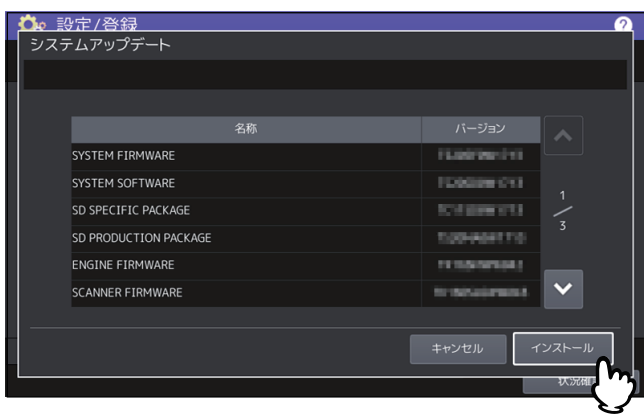 設定/登録
?
システムアップデート
名称 バージョン
SYSTEM FIRMWARE
SYSTEM SOFTWARE
SD SPECIFIC PACKAGE
SD PRODUCTION PACKAGE
ENGINE FIRMWARE
SCANNER FIRMWARE
1
/
3
キャンセル インストール